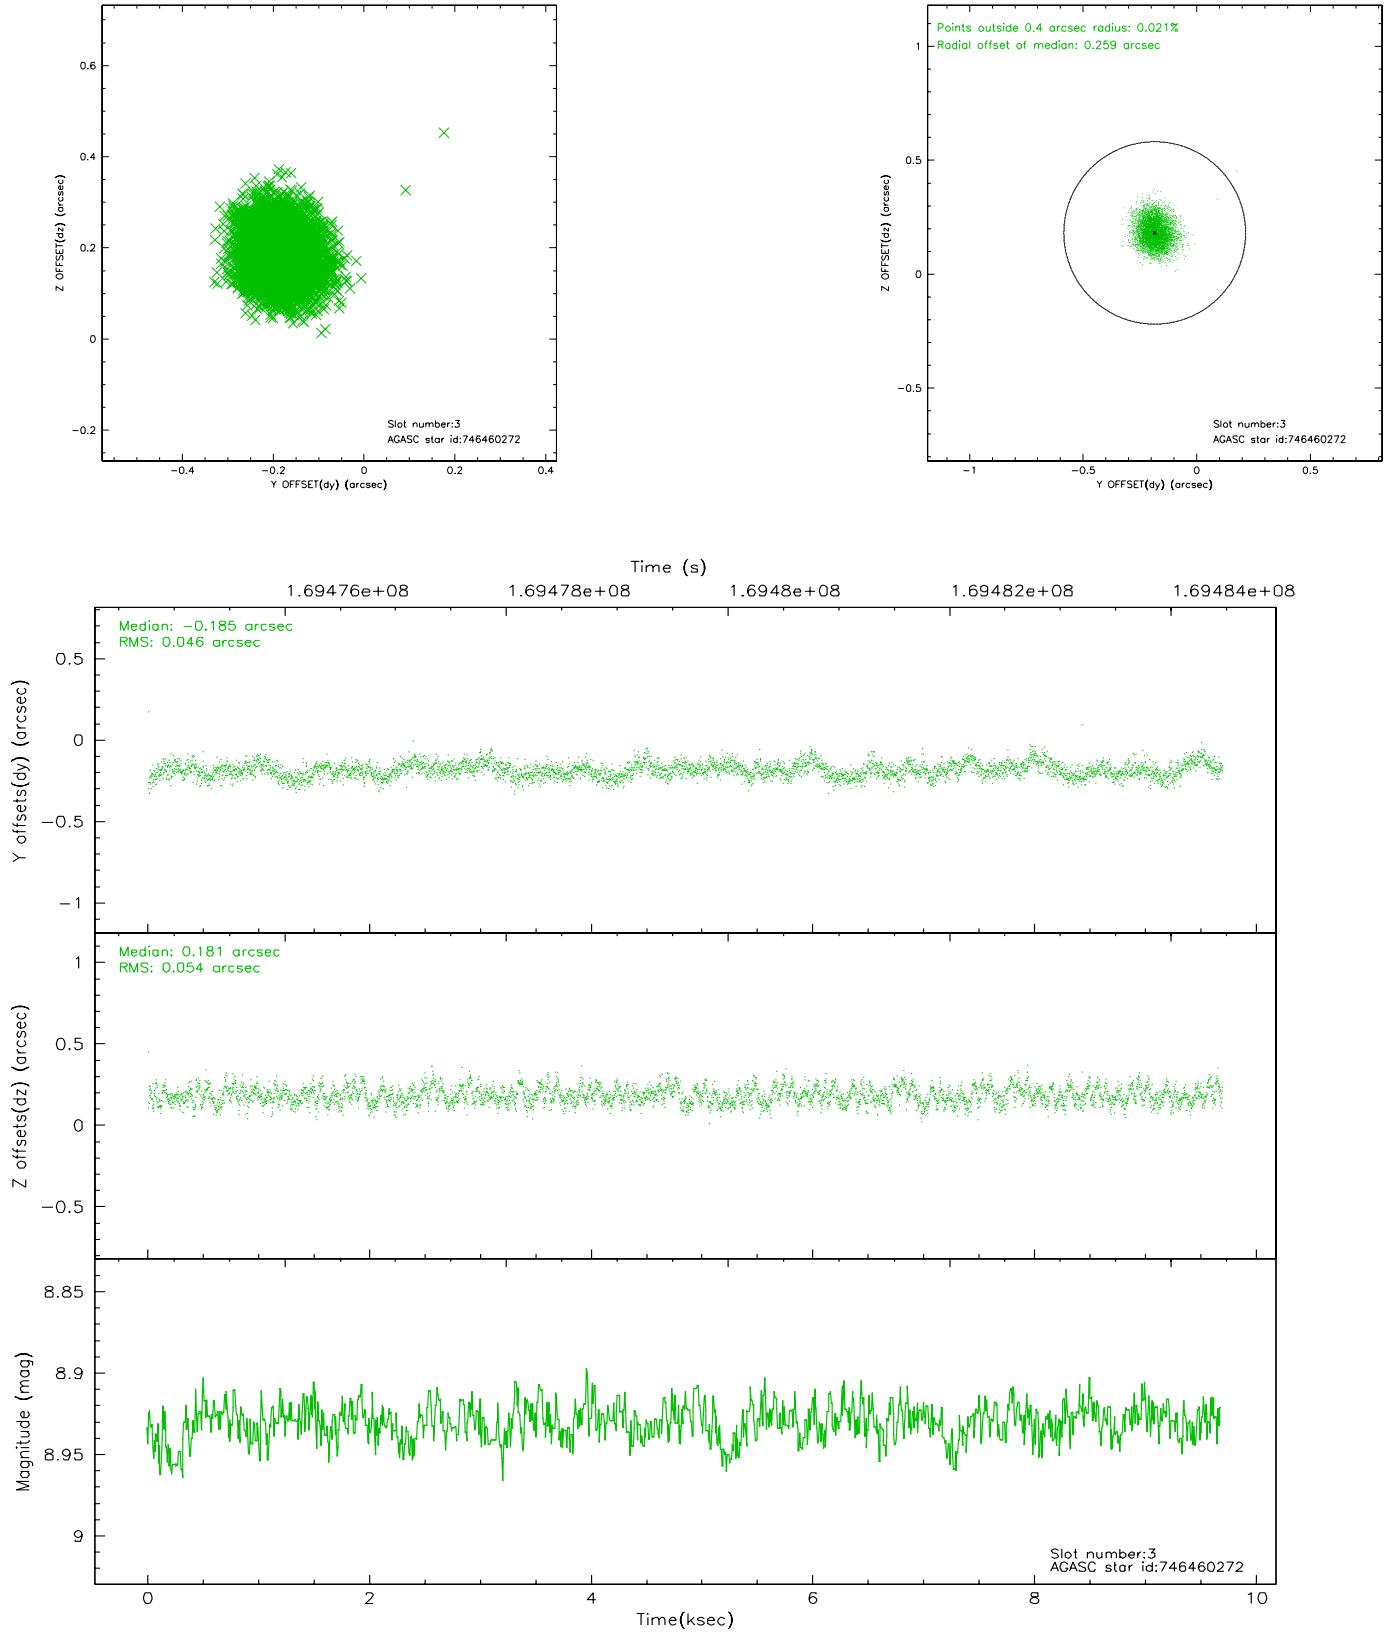 0.6
0.4
0.2
0
−0.2
Z OFFSET(dz) (arcsec)
Slot number:3
AGASC star id:746460272
−0.4 −0.2 0 0.2 0.4
Y OFFSET(dy) (arcsec)
Points outside 0.4 arcsec radius: 0.021%
Radial offset of median: 0.259 arcsec
1
0.5
0
−0.5
Z OFFSET(dz) (arcsec)
Slot number:3
AGASC star id:746460272
−1 −0.5 0 0.5
Y OFFSET(dy) (arcsec)
Time (s)
1.69476e+08 1.69478e+08 1.6948e+08 1.69482e+08 1.69484e+08
Median: −0.185 arcsec
RMS: 0.046 arcsec
0.5
0
−0.5
−1
Y offsets(dy) (arcsec)
Median: 0.181 arcsec
RMS: 0.054 arcsec
1
0.5
0
−0.5
Z offsets(dz) (arcsec)
8.85
8.9
8.95
9
Magnitude (mag)
Slot number:3
AGASC star id:746460272
0 2 4 6 8 10
Time(ksec)